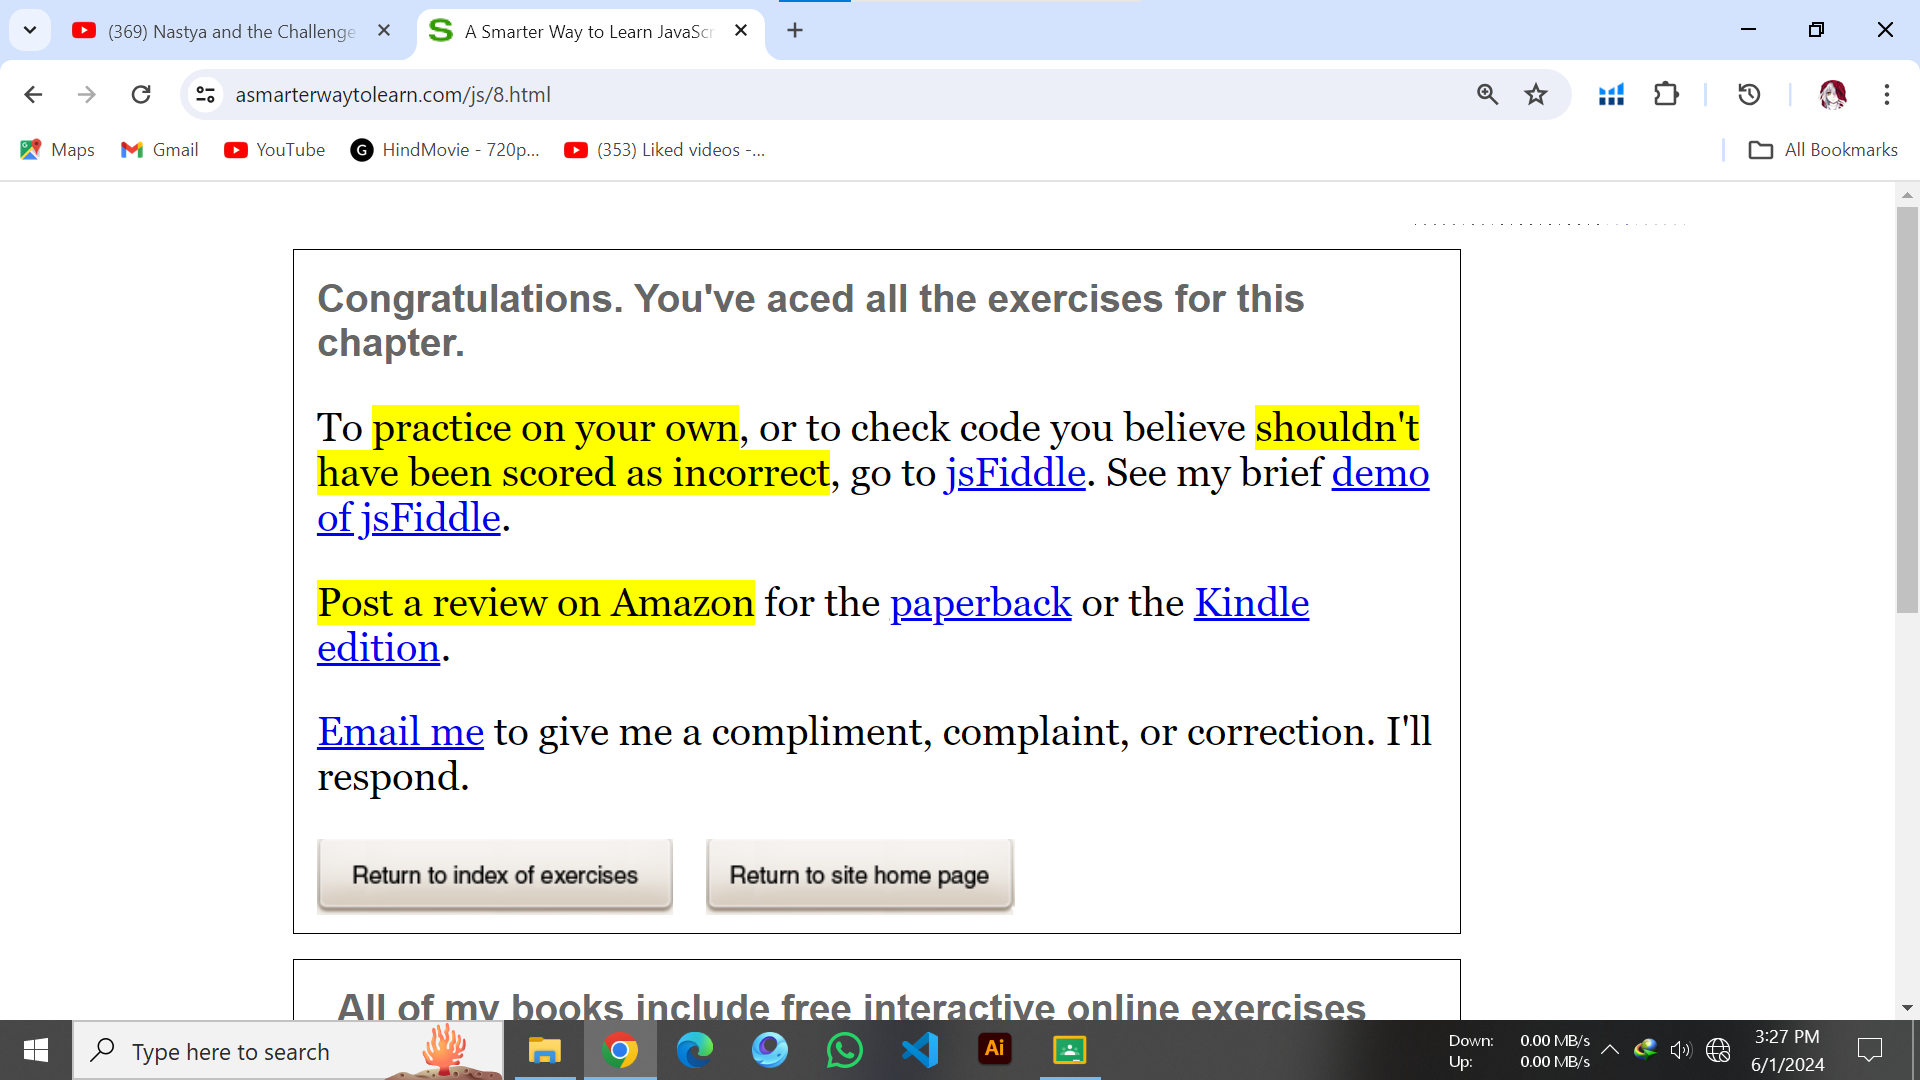 (369) Nastya and the Challenge
A Smarter Way to Learn JavaScr
asmarterwaytolearn.com/js/8.html
Maps
Gmail
YouTube
G
HindMovie - 720p...
(353) Liked videos -...
All Bookmarks
Congratulations. You've aced all the exercises for this
chapter.
To practice on your own, or to check code you believe shouldn't
have been scored as incorrect, go to jsFiddle. See my brief demo
of jsFiddle.
Post a review on Amazon for the paperback or the Kindle
edition.
Email me to give me a compliment, complaint, or correction. I'll
respond.
Return to index of exercises
Return to site home page
All of my books include free interactive online exercises
Type here to search
Ai
Down: 0.00 MB/s
Up: 0.00 MB/s
3:27 PM
6/1/2024